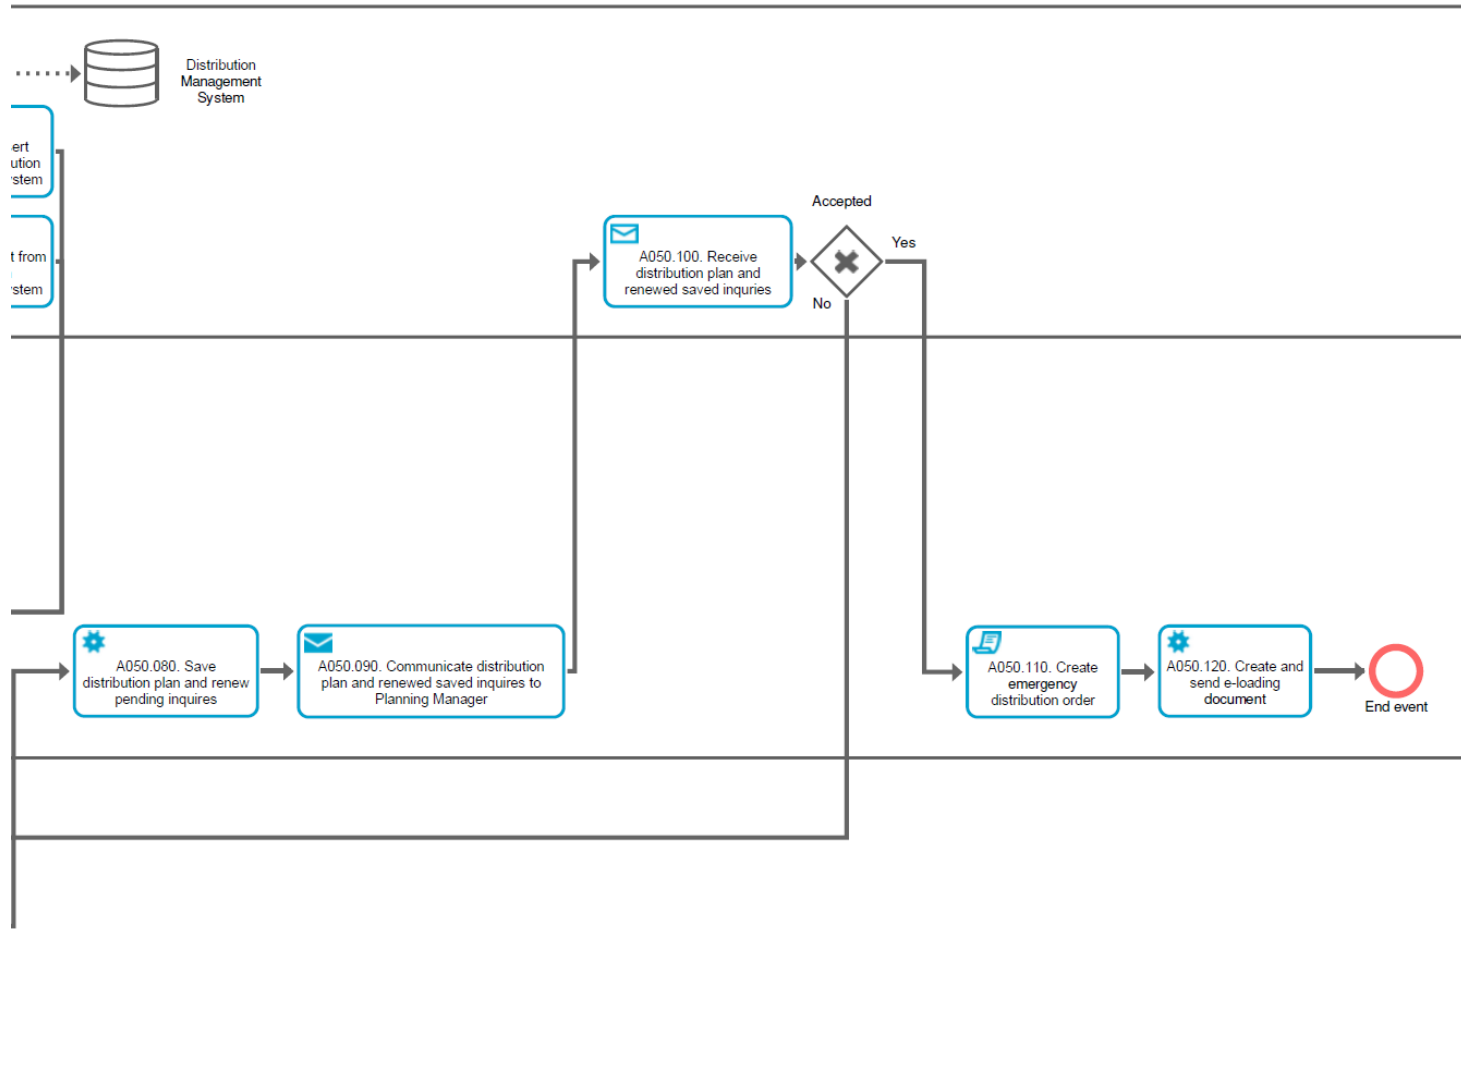 Distribution
Management
System
ert
ution
stem
t from
stem
Accepted
A050.100. Receive
distribution plan and
renewed saved inquries
Yes
No
A050.080. Save
distribution plan and renew
pending inquires
A050.090. Communicate distribution
plan and renewed saved inquires to
Planning Manager
A050.110. Create
emergency
distribution order
A050.120. Create and
send e-loading
document
End event